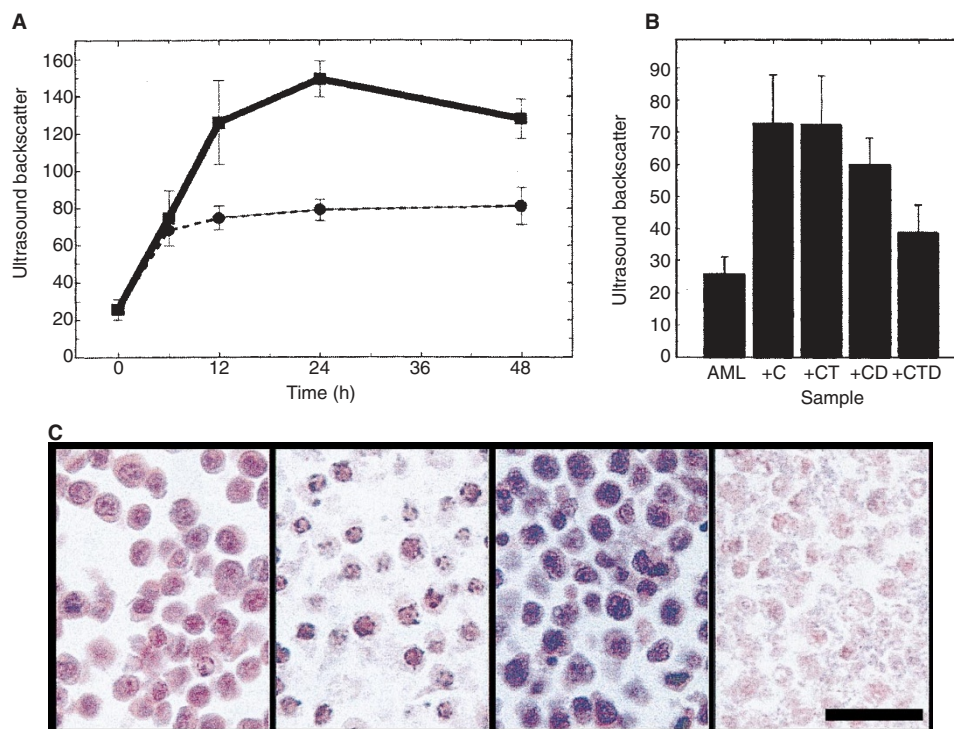 A
Ultrasound backscatter
160
140
120
100
80
60
40
20
0
0 12 24 36 48
Time (h)
B
Ultrasound backscatter
90
80
70
60
50
40
30
20
10
0
AML +C +CT +CD +CTD
Sample
C